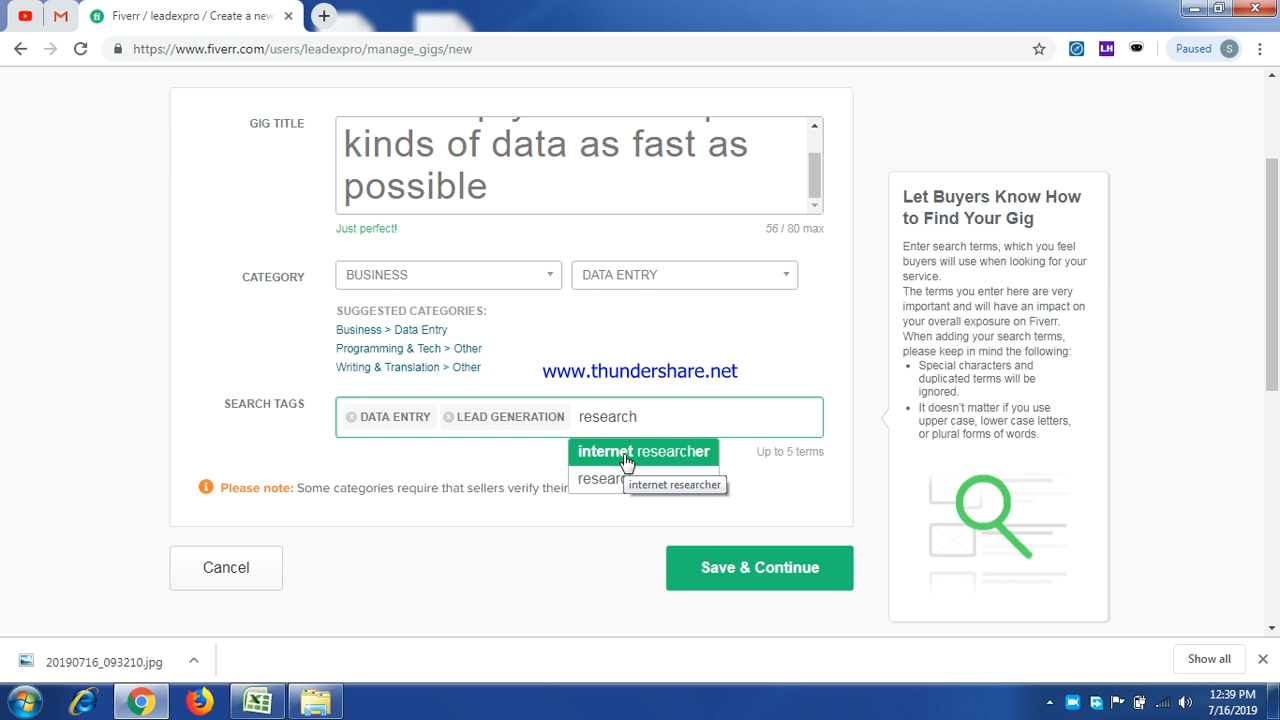 Fiverr / leadexpro / Create a new
https://www.fiverr.com/users/leadexpro/manage_gigs/new
LH
Paused
S
GIG TITLE
kinds of data as fast as
possible
Just perfect!
56 / 80 max
CATEGORY
BUSINESS
DATA ENTRY
SUGGESTED CATEGORIES:
Business > Data Entry
Programming & Tech > Other
Writing & Translation > Other
www.thundershare.net
SEARCH TAGS
DATA ENTRY
LEAD GENERATION
research
internet researcher
Up to 5 terms
internet researcher
Please note: Some categories require that sellers verify their
Cancel
Save & Continue
Let Buyers Know How
to Find Your Gig
Enter search terms, which you feel
buyers will use when looking for your
service.
The terms you enter here are very
important and will have an impact on
your overall exposure on Fiverr.
When adding your search terms,
please keep in mind the following:
Special characters and
duplicated terms will be
ignored.
It doesn't matter if you use
upper case, lower case letters,
or plural forms of words.
20190716_093210.jpg
Show all
12:39 PM
7/16/2019